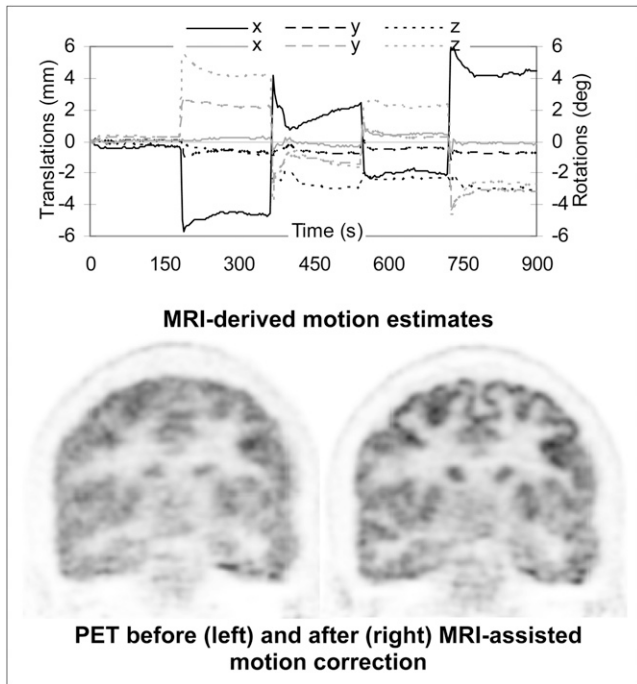 x y z
x y z
6 6
4 4
2 2
0 0
-2 -2
-4 -4
-6 -6
Translations (mm)
Rotations (deg)
Time (s)
0 150 300 450 600 750 900
MRI-derived motion estimates
PET before (left) and after (right) MRI-assisted
motion correction